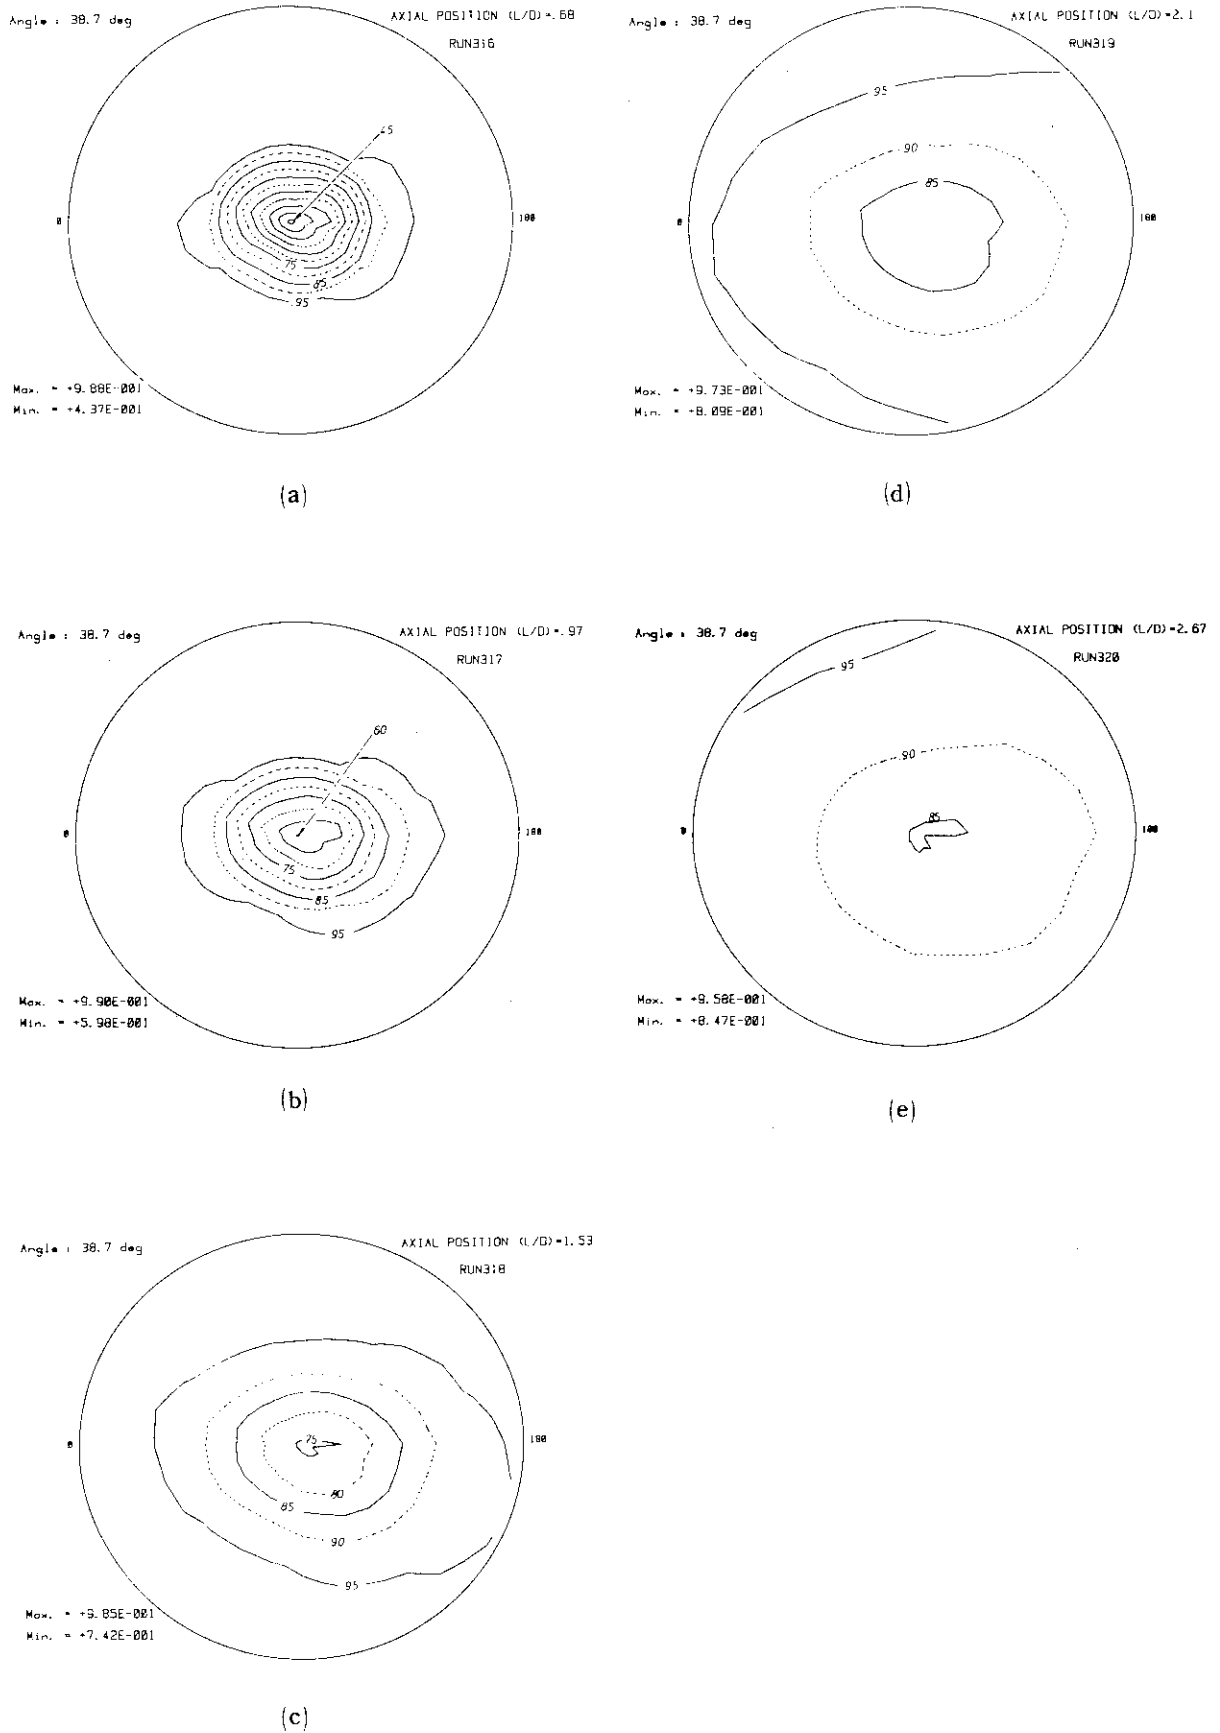 Angle : 38.7 deg
AXIAL POSITION (L/D)=.68
RUN316
.45
0
180
.75
.85
.95
Max. = +9.88E-001
Min. = +4.37E-001
(a)
Angle : 38.7 deg
AXIAL POSITION (L/D)=.97
RUN317
.60
0
180
.75
.85
.95
Max. = +9.90E-001
Min. = +5.98E-001
(b)
Angle : 38.7 deg
AXIAL POSITION (L/D)=1.53
RUN318
0
.75
180
.80
.85
.90
.95
Max. = +9.85E-001
Min. = +7.42E-001
(c)
Angle : 38.7 deg
AXIAL POSITION (L/D)=2.1
RUN319
.95
.90
.85
0
180
Max. = +9.73E-001
Min. = +8.09E-001
(d)
Angle : 38.7 deg
AXIAL POSITION (L/D)=2.67
RUN320
.95
.90
.85
0
180
Max. = +9.58E-001
Min. = +8.47E-001
(e)